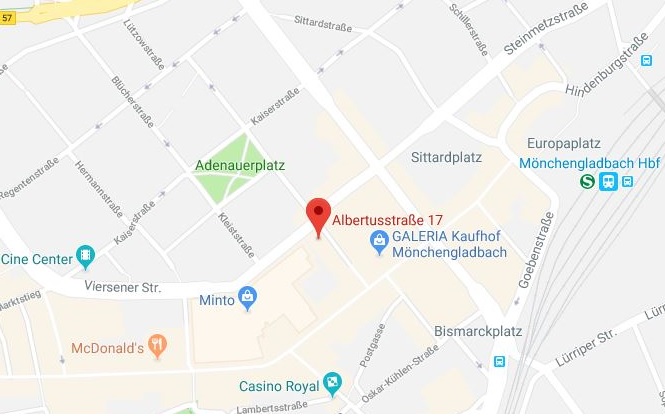 57
Lützowstraße
Sittardstraße
Schillerstraße
Steinmetzstraße
Blücherstraße
Kaiserstraße
Hindenburgstraße
Adenauerplatz
Sittardplatz
Europaplatz
Mönchengladbach Hbf
S
Regentenstraße
Hermannstraße
Kaiserstraße
Kleiststraße
Albertusstraße 17
GALERIA Kaufhof
Mönchengladbach
Goebenstraße
Cine Center
Viersener Str.
Marktstieg
Minto
McDonald's
Bismarckplatz
Lürriper Str.
Lürr
Postgasse
Oskar-Kühlen-Straße
Casino Royal
Lambertsstraße